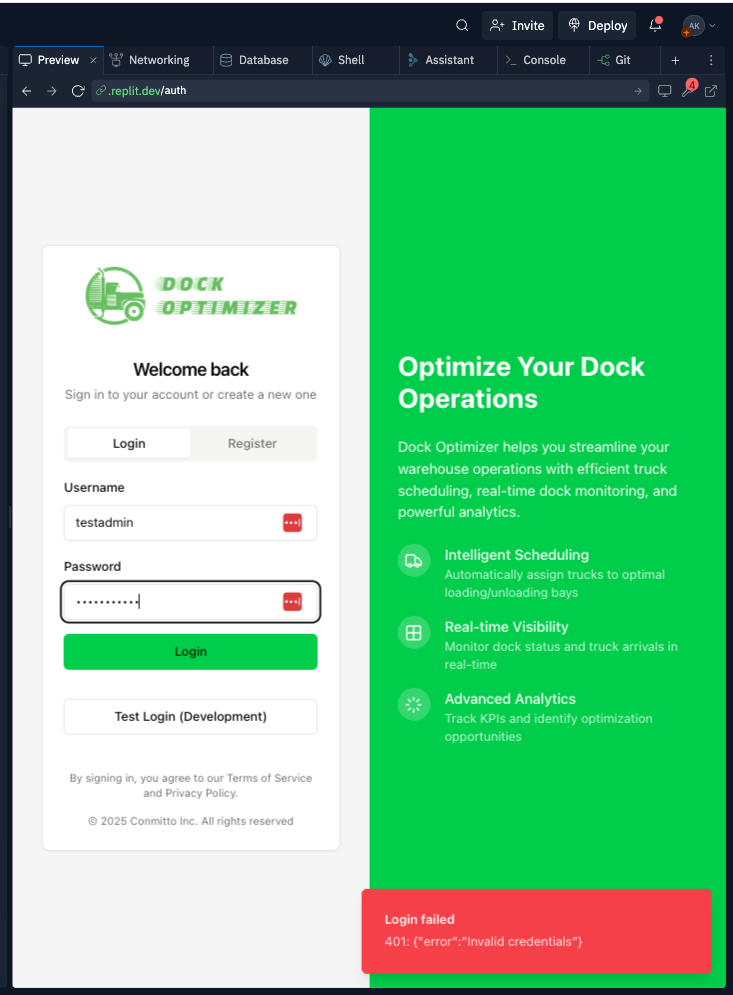 AK
Invite
Deploy
Preview
Networking
Database
Shell
Assistant
Console
Git
.replit.dev/auth
4
DOCK
OPTIMIZER
Welcome back
Sign in to your account or create a new one
Login
Register
Username
testadmin
Password
Login
Test Login (Development)
By signing in, you agree to our Terms of Service
and Privacy Policy.
© 2025 Conmitto Inc. All rights reserved
Optimize Your Dock
Operations
Dock Optimizer helps you streamline your
warehouse operations with efficient truck
scheduling, real-time dock monitoring, and
powerful analytics.
Intelligent Scheduling
Automatically assign trucks to optimal
loading/unloading bays
Real-time Visibility
Monitor dock status and truck arrivals in
real-time
Advanced Analytics
Track KPIs and identify optimization
opportunities
Login failed
401: {"error":"Invalid credentials"}